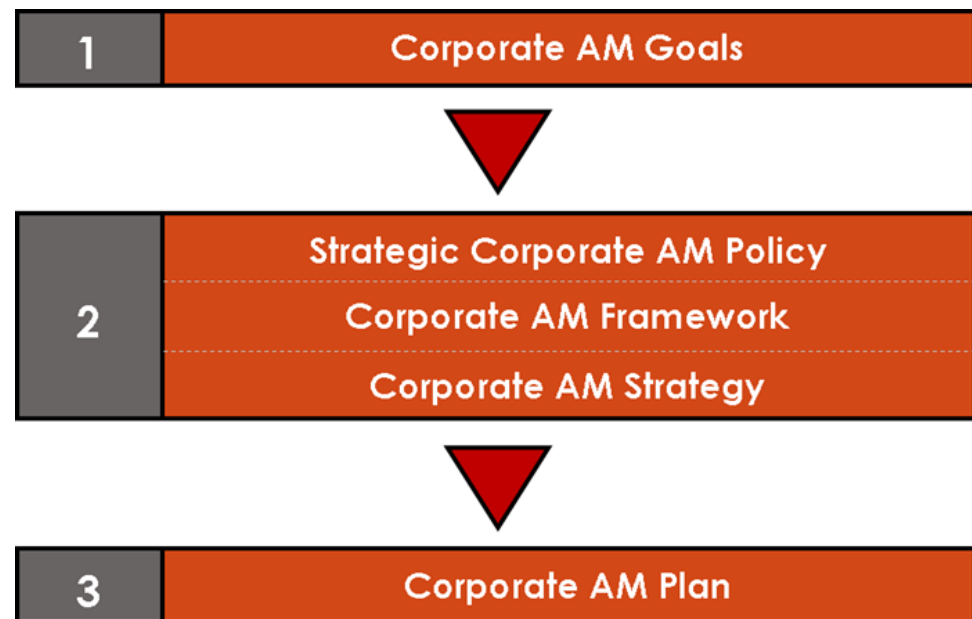 1
Corporate AM Goals
2
Strategic Corporate AM Policy
Corporate AM Framework
Corporate AM Strategy
3
Corporate AM Plan